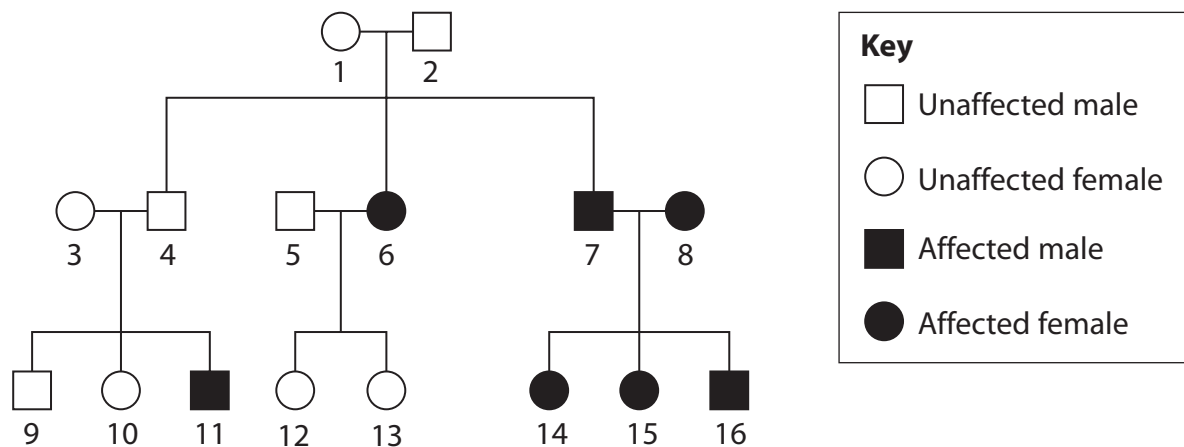 1 2
Key
Unaffected male
Unaffected female
Affected male
Affected female
3 4 5 6 7 8
9 10 11 12 13 14 15 16